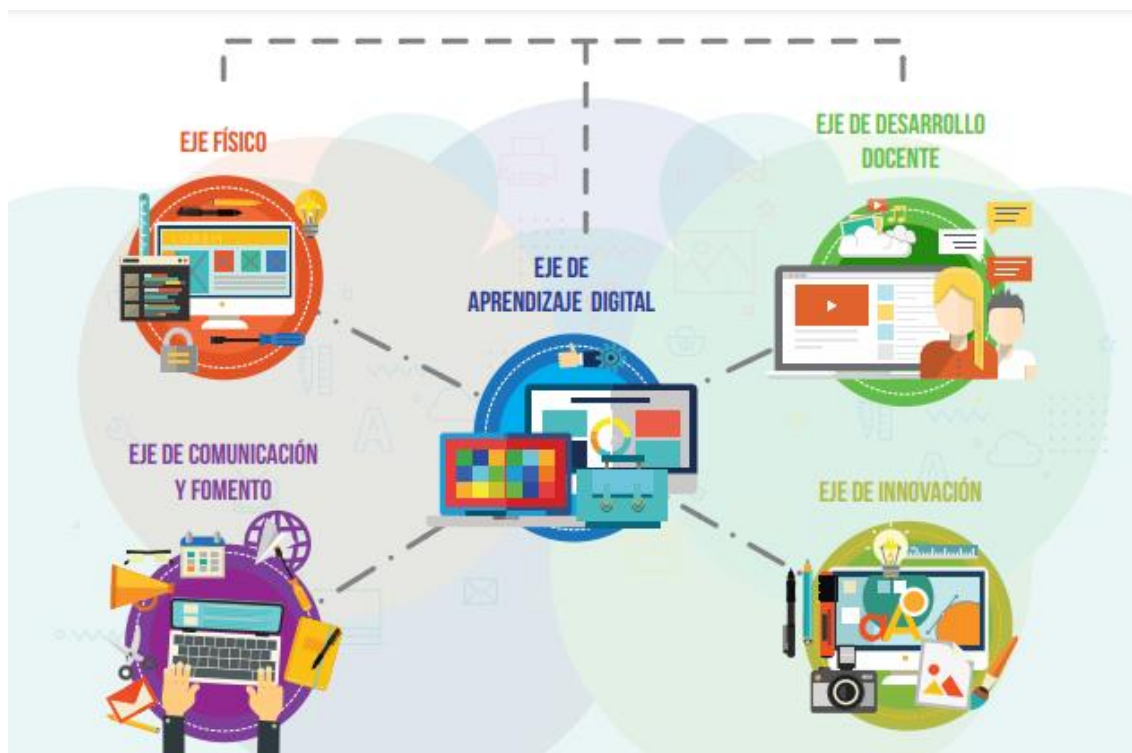 EJE FÍSICO
EJE DE DESARROLLO
DOCENTE
EJE DE
APRENDIZAJE DIGITAL
EJE DE COMUNICACIÓN
Y FOMENTO
EJE DE INNOVACIÓN